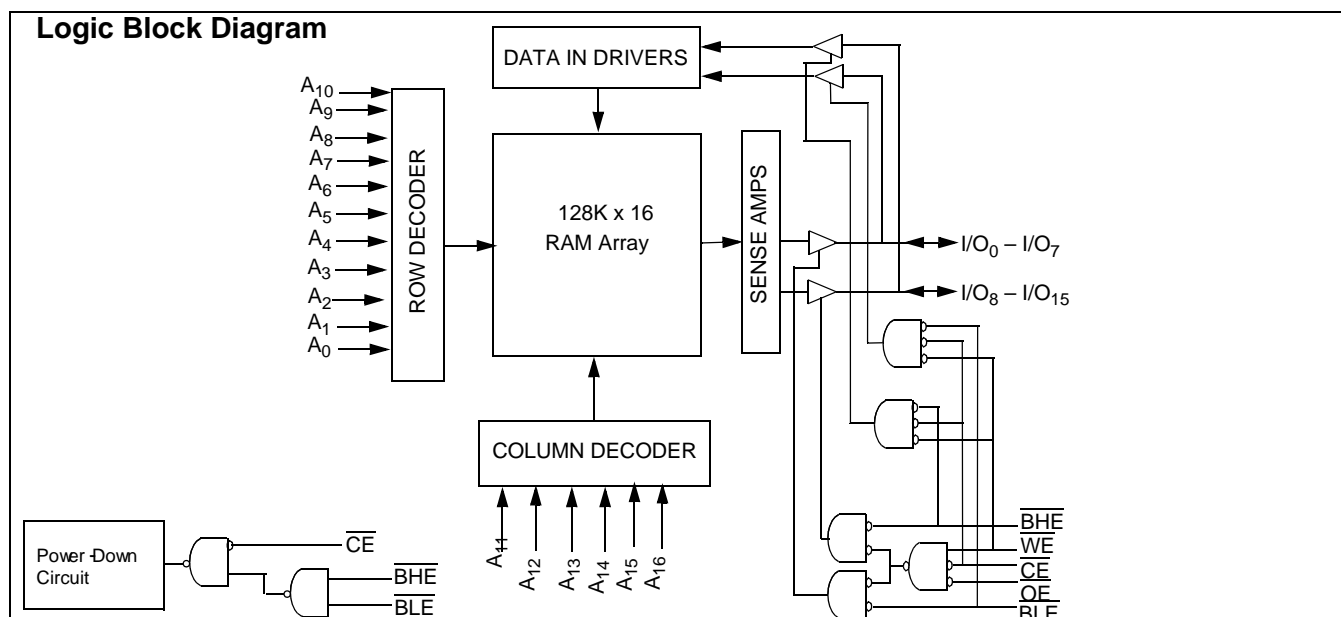 Logic Block Diagram
DATA IN DRIVERS
A10
A9
A8
A7
A6
A5
A4
A3
A2
A1
A0
ROW DECODER
128K x 16
RAM Array
SENSE AMPS
I/O0 – I/O7
I/O8 – I/O15
COLUMN DECODER
A11
A12
A13
A14
A15
A16
Power-Down
Circuit
CE
BHE
BLE
BHE
WE
CE
OE
BLE